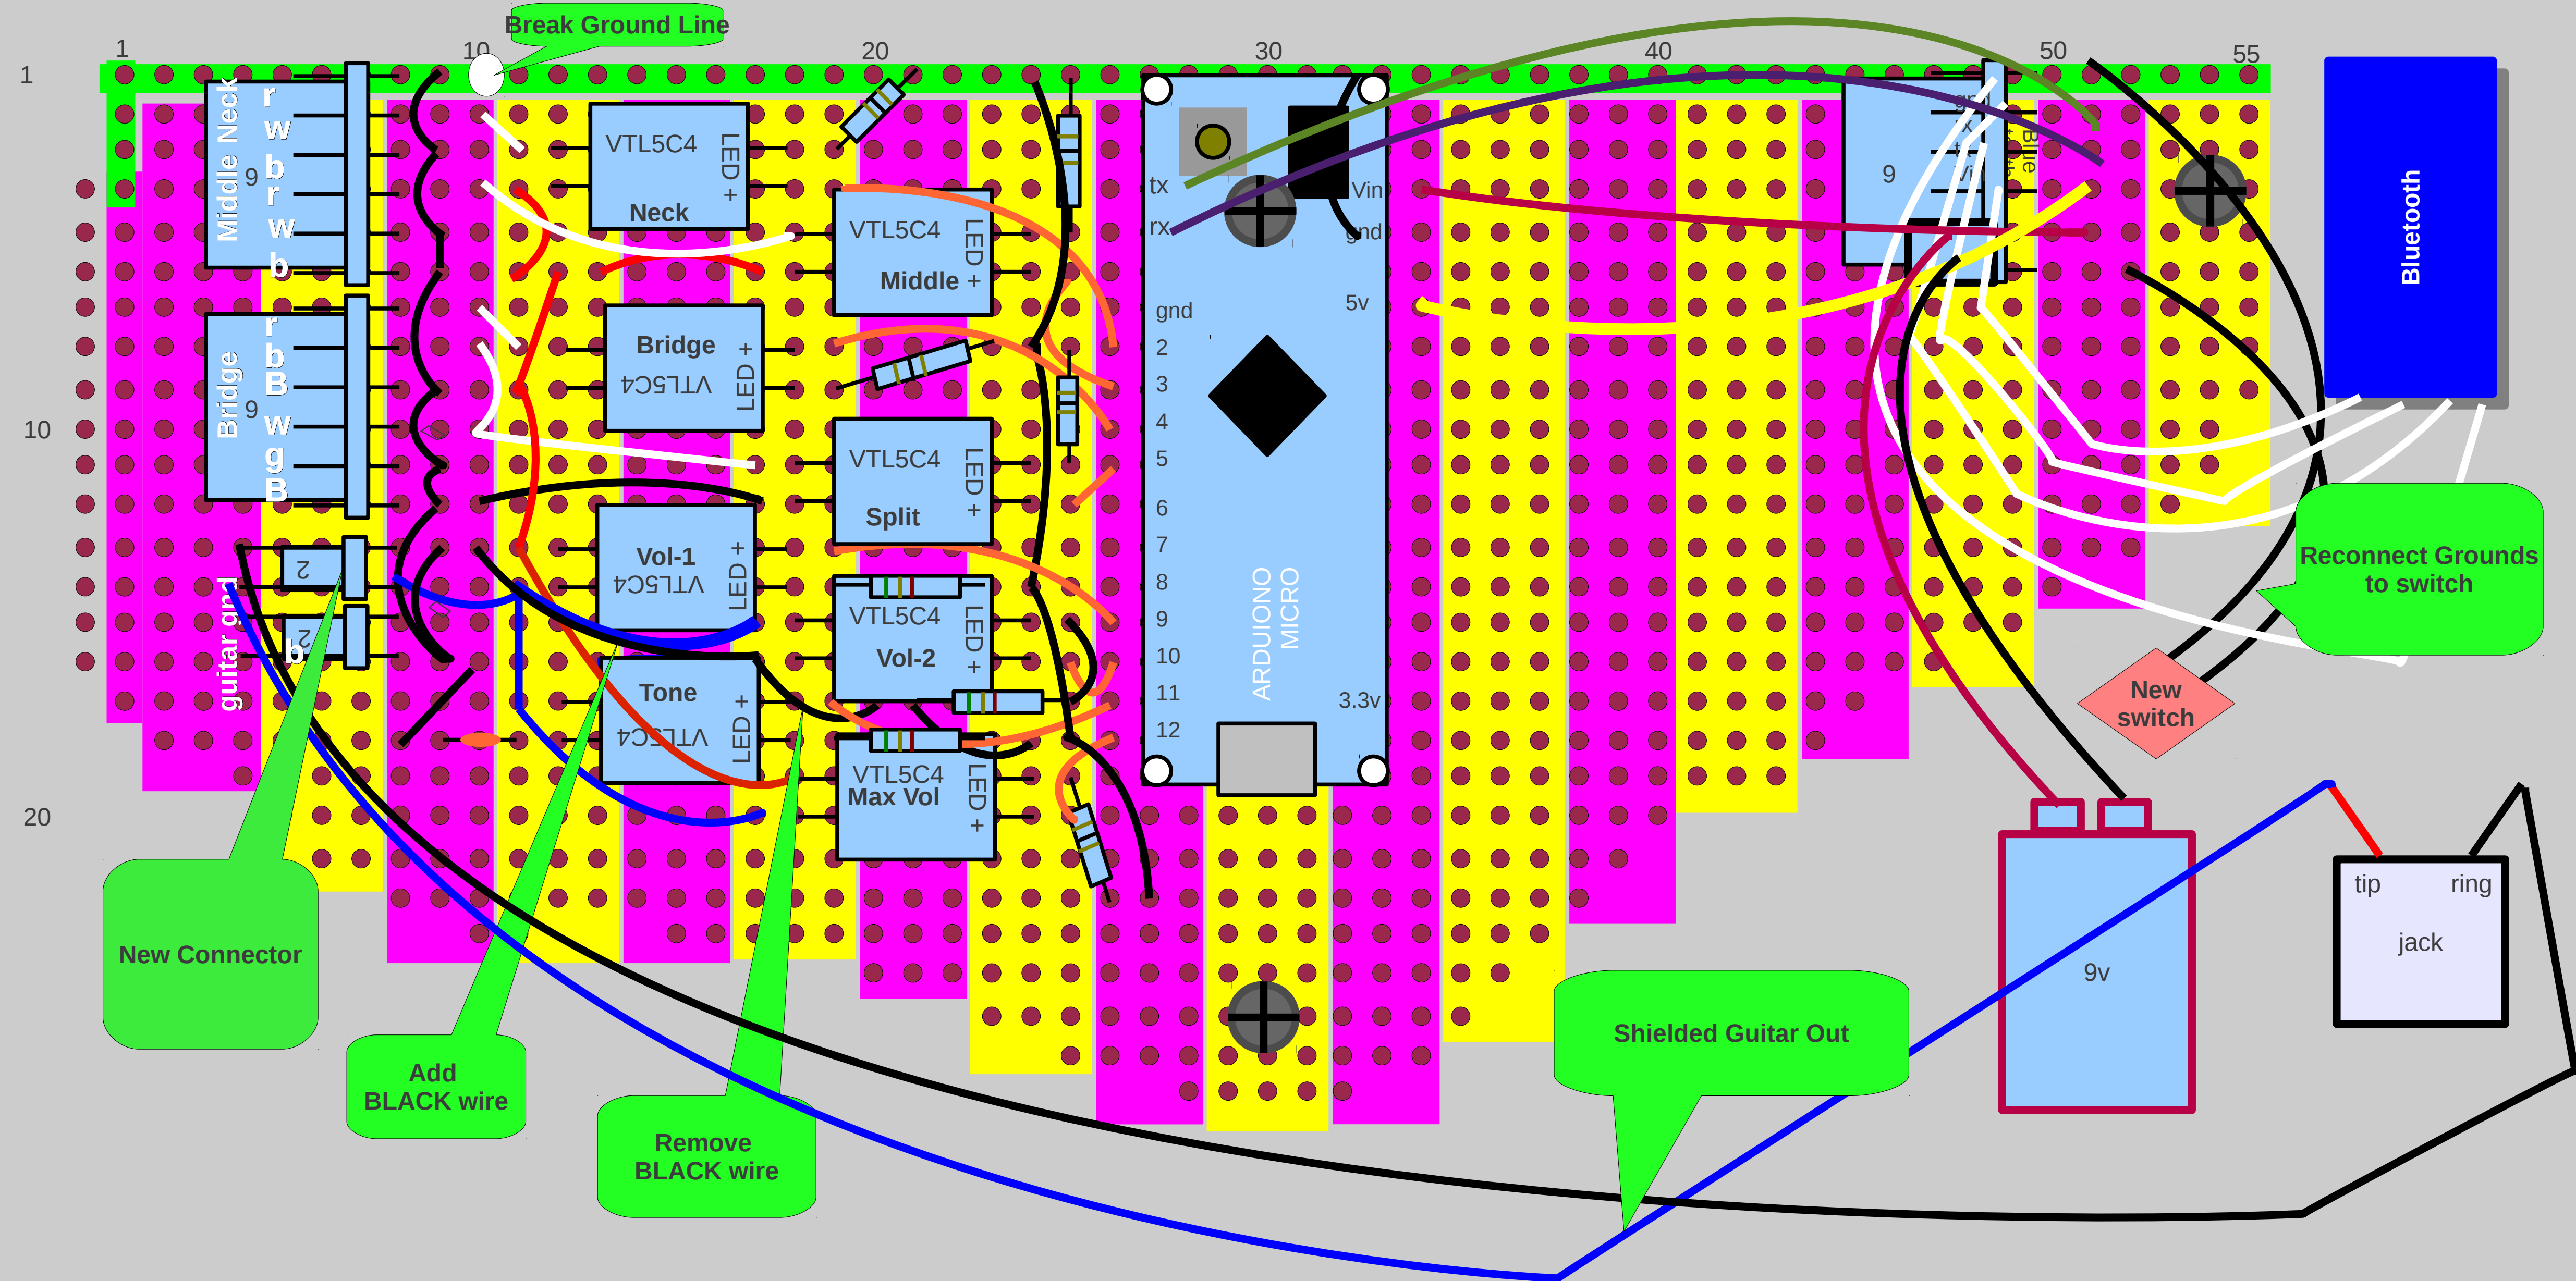 Break Ground Line
1
10
20
30
40
50
55
1
10
20
Middle Neck
r
w
b
r
w
b
9
Bridge
r
b
B
w
g
B
9
2
2
b
guitar gnd
VTL5C4
LED +
Neck
VTL5C4
LED +
Middle
Bridge
VTL5C4
LED +
VTL5C4
LED +
Split
Vol-1
VTL5C4
LED +
VTL5C4
LED +
Vol-2
Tone
VTL5C4
LED +
VTL5C4
LED +
Max Vol
tx
rx
Vin
gnd
gnd
5v
2
3
4
5
6
7
8
9
10
11
12
3.3v
ARDUIONO
MICRO
9
gnd
Vin
Blue
Bluetooth
Reconnect Grounds
to switch
New
switch
New Connector
Add
BLACK wire
Remove
BLACK wire
Shielded Guitar Out
9v
tip
ring
jack